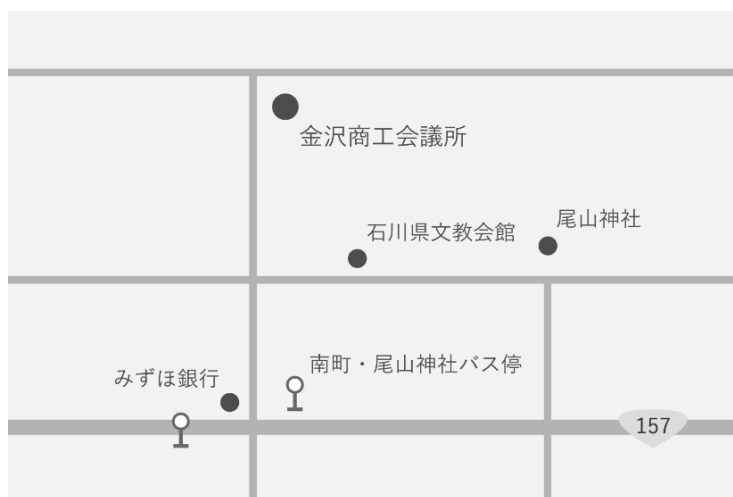 金沢商工会議所
尾山神社
石川県文教会館
南町・尾山神社バス停
みずほ銀行
157